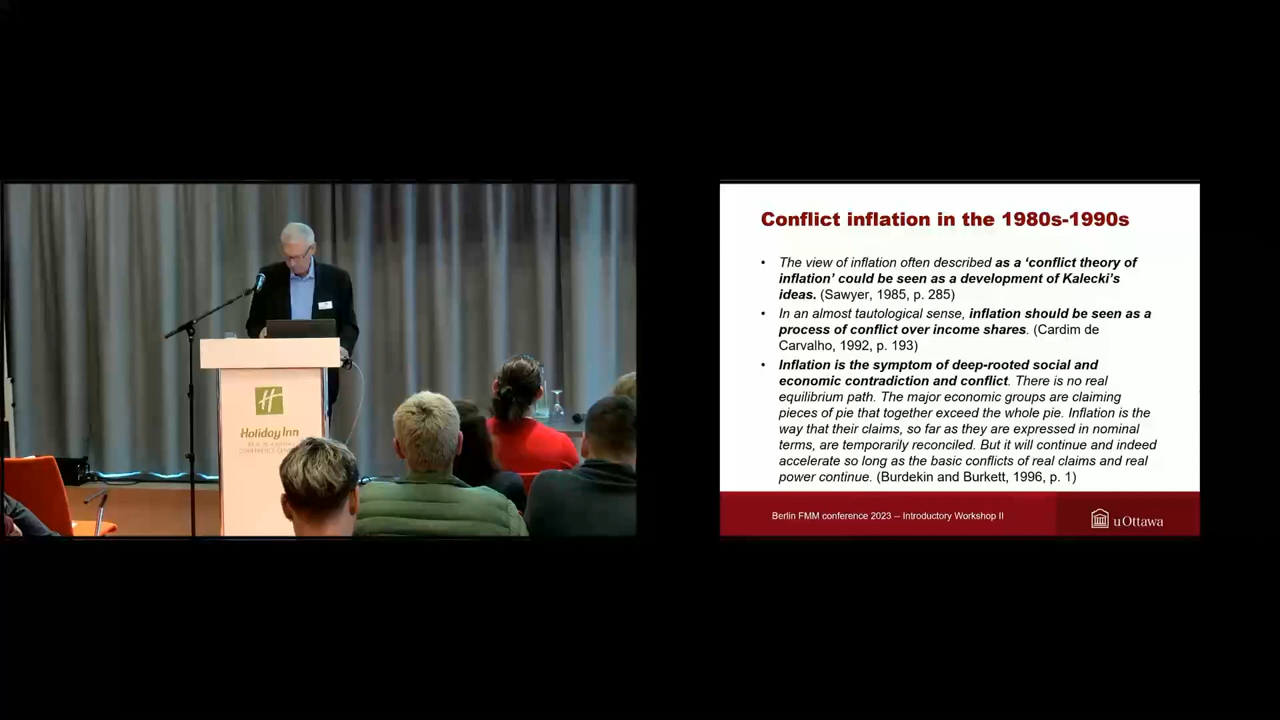 Holiday Inn
Conflict inflation in the 1980s-1990s
• The view of inflation often described as a ‘conflict theory of
inflation’ could be seen as a development of Kalecki’s
ideas. (Sawyer, 1985, p. 285)
• In an almost tautological sense, inflation should be seen as a
process of conflict over income shares. (Cardim de
Carvalho, 1992, p. 193)
• Inflation is the symptom of deep-rooted social and
economic contradiction and conflict. There is no real
equilibrium path. The major economic groups are claiming
pieces of pie that together exceed the whole pie. Inflation is the
way that their claims, so far as they are expressed in nominal
terms, are temporarily reconciled. But it will continue and indeed
accelerate so long as the basic conflicts of real claims and real
power continue. (Burdekin and Burkett, 1996, p. 1)
Berlin FMM conference 2023 – Introductory Workshop II
uOttawa